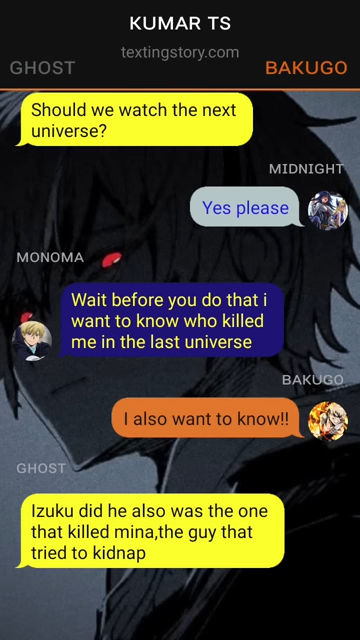 KUMAR TS
textingstory.com
GHOST
BAKUGO
Should we watch the next
universe?
MIDNIGHT
Yes please
MONOMA
Wait before you do that i
want to know who killed
me in the last universe
BAKUGO
I also want to know!!
GHOST
Izuku did he also was the one
that killed mina,the guy that
tried to kidnap